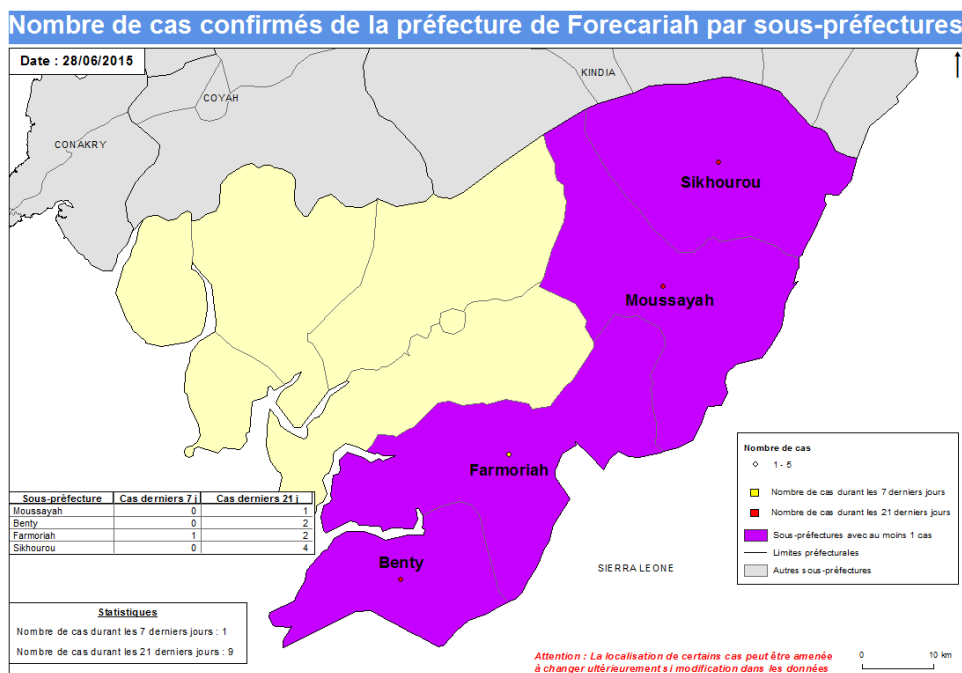 Nombre de cas confirmés de la préfecture de Forecariah par sous-préfectures
Date : 28/06/2015
KINDIA
COYAH
CONAKRY
Sikhourou
Moussayah
Farmoriah
Benty
SIERRA LEONE
Sous-préfecture Cas derniers 7 j Cas derniers 21 j
Moussayah 0 1
Benty 0 2
Farmoriah 1 2
Sikhourou 0 4
Statistiques
Nombre de cas durant les 7 derniers jours : 1
Nombre de cas durant les 21 derniers jours : 9
Nombre de cas
1 - 5
Nombre de cas durant les 7 derniers jours
Nombre de cas durant les 21 derniers jours
Sous-préfectures avec au moins 1 cas
Limites préfecturales
Autres sous-préfectures
Attention : La localisation de certains cas peut être amenée
à changer ultérieurement si modification dans les données
0 10 km